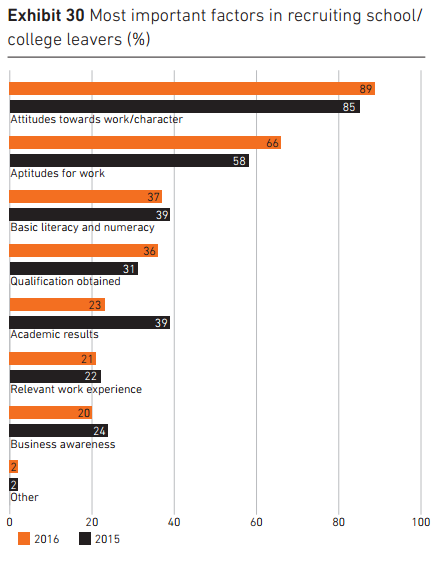 Exhibit 30 Most important factors in recruiting school/
college leavers (%)
89
85
Attitudes towards work/character
66
58
Aptitudes for work
37
39
Basic literacy and numeracy
36
31
Qualification obtained
23
39
Academic results
21
22
Relevant work experience
20
24
Business awareness
2
2
Other
0 20 40 60 80 100
2016 2015